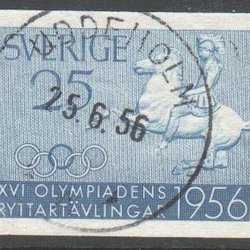 SVERIGE
25
25.6.56
XVI OLYMPIADENS
RYTTARTÄVLINGAR
1956